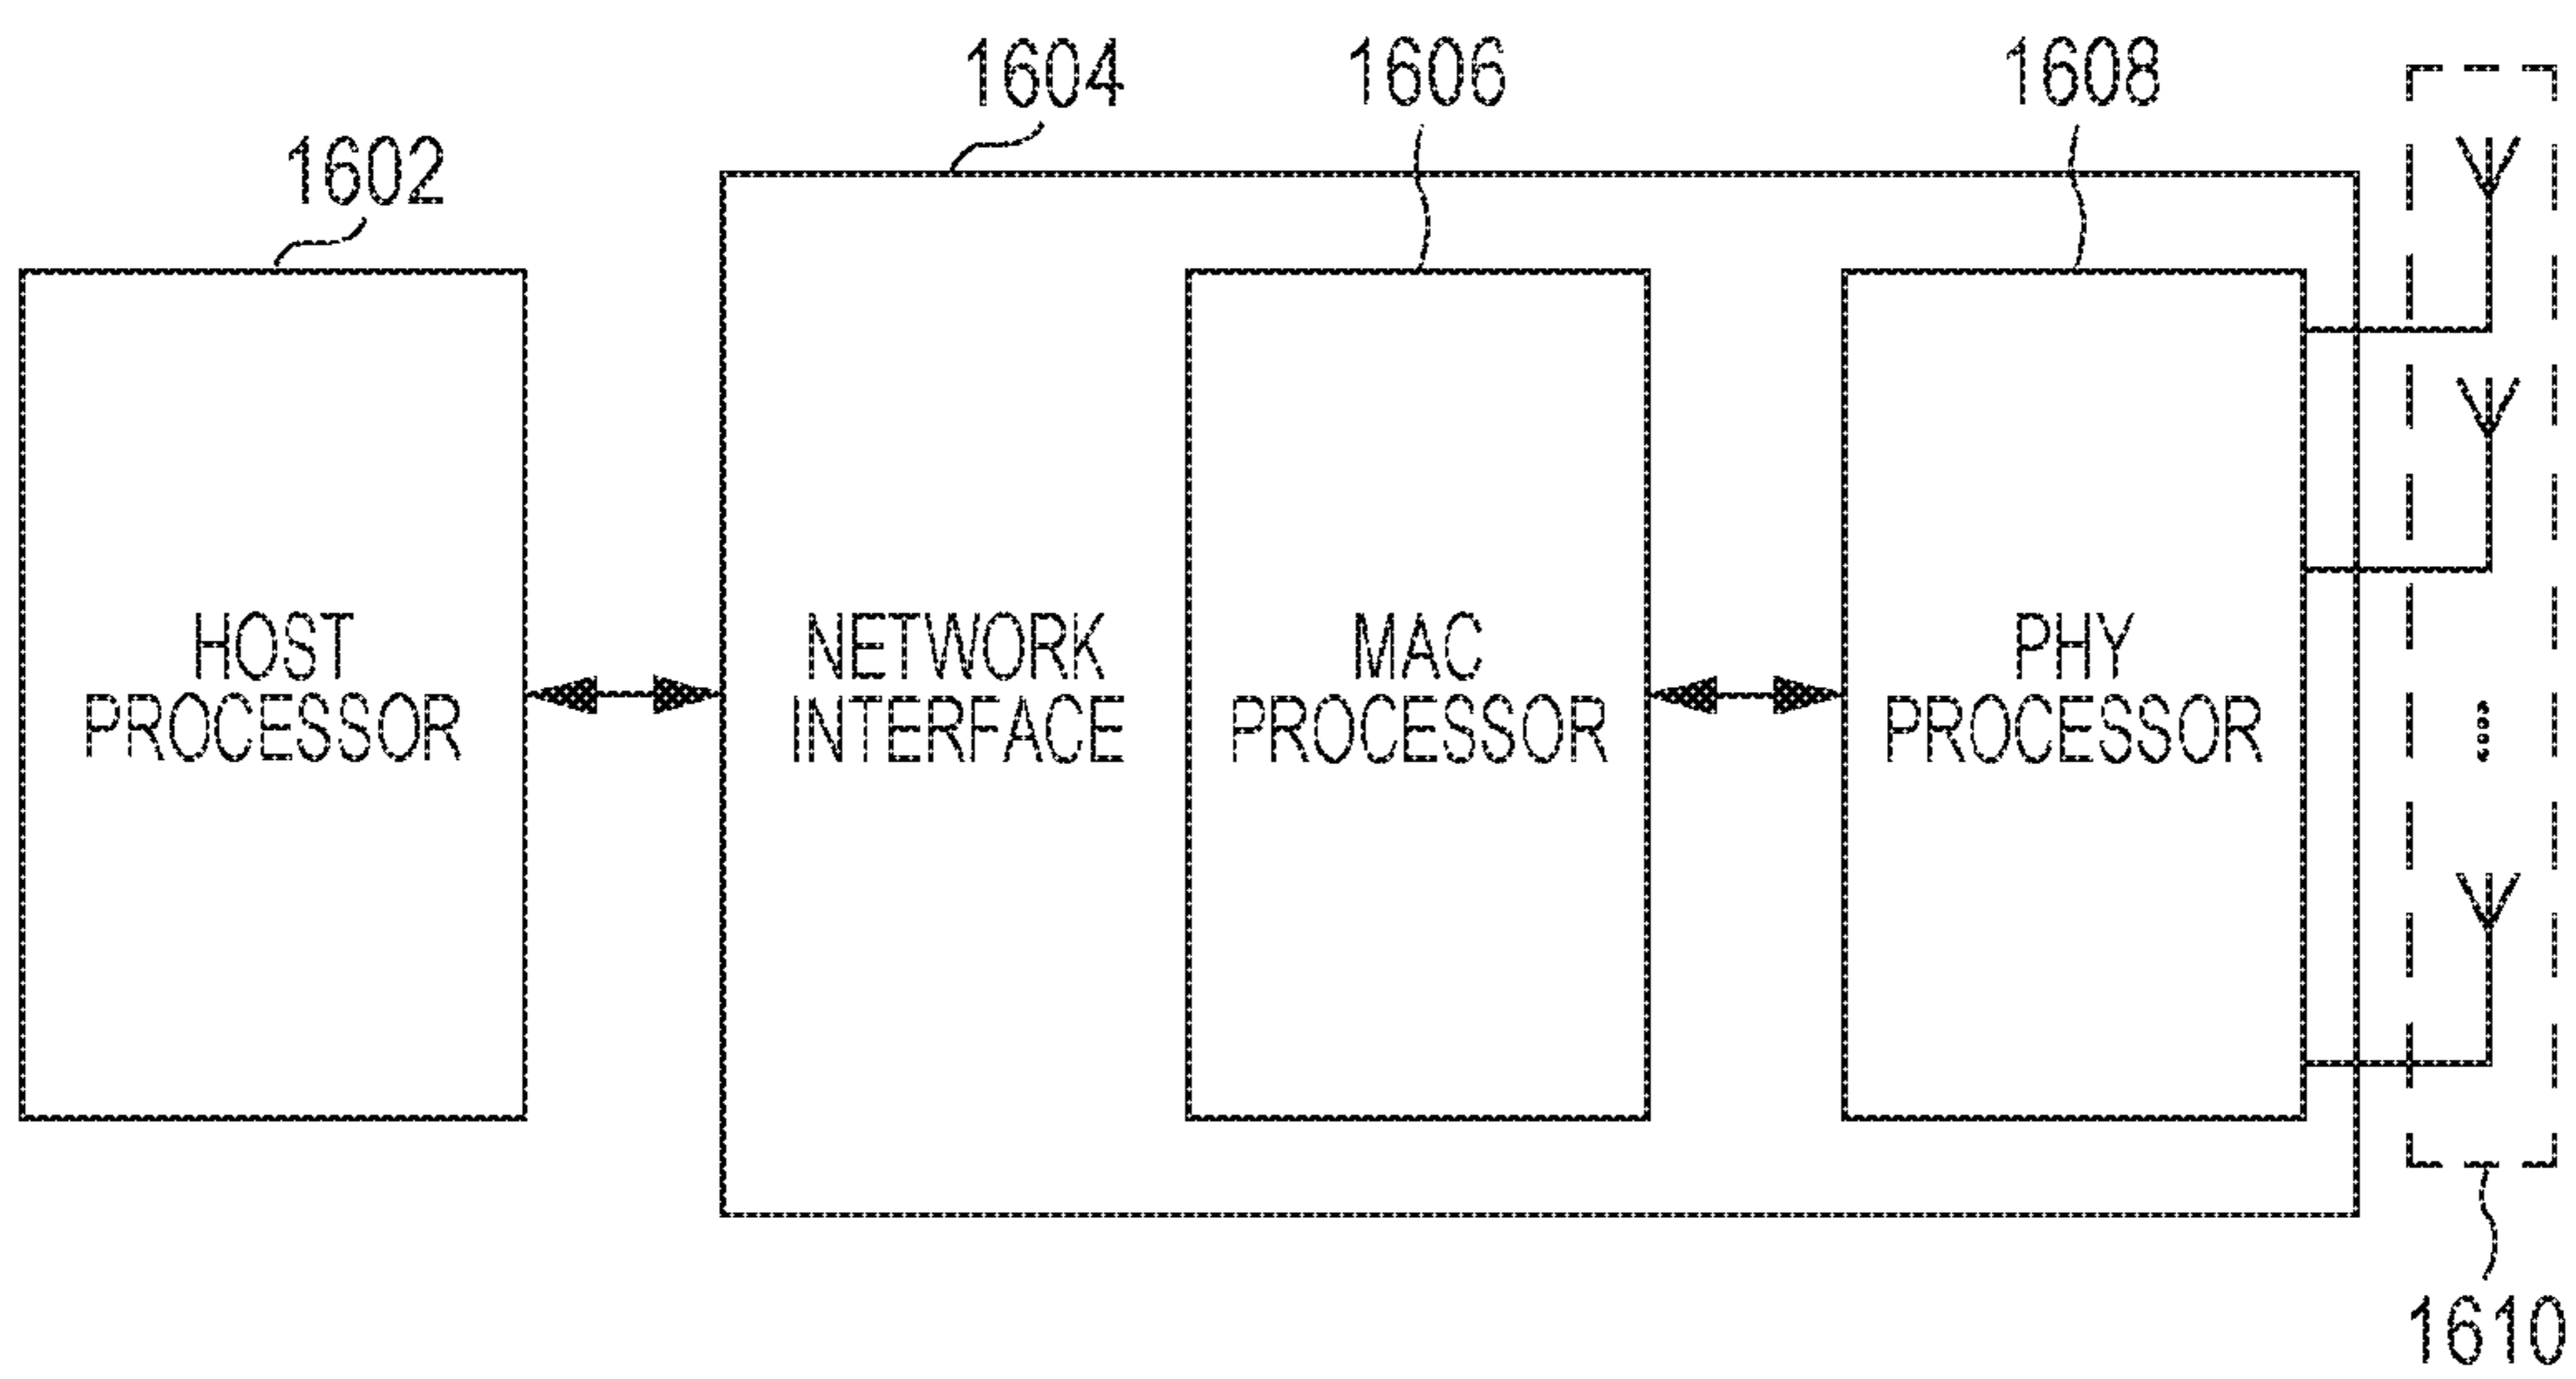 1604
1606
1608
1602
HOST
PROCESSOR
NETWORK
INTERFACE
MAC
PROCESSOR
PHY
PROCESSOR
1610